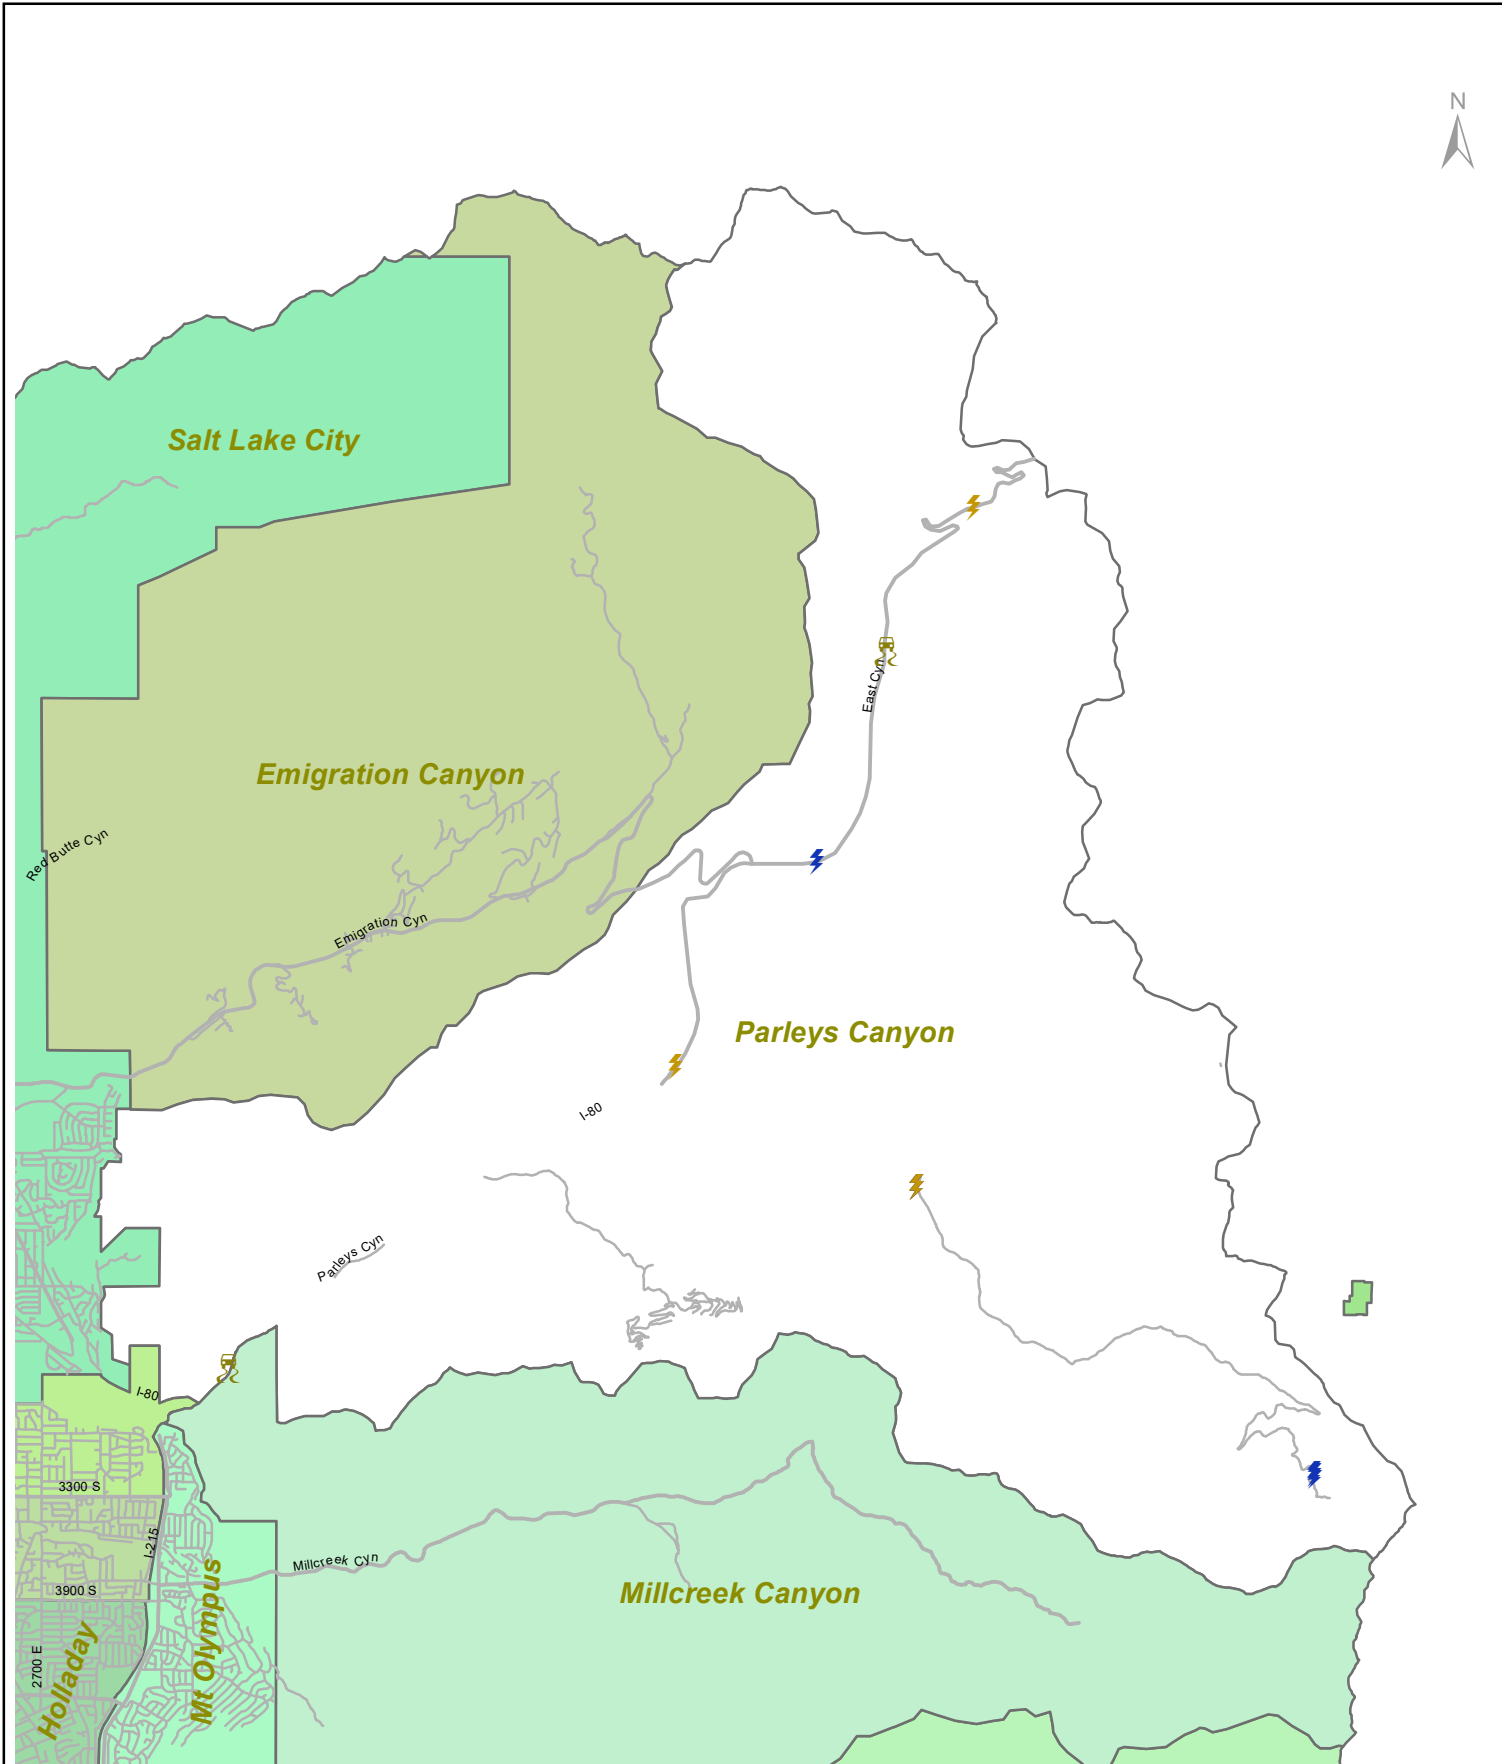 N
Salt Lake City
East Cyn
Emigration Canyon
Red Butte Cyn
Emigration Cyn
Parleys Canyon
I-80
Parleys Cyn
I-80
3300 S
I-215
Millcreek Cyn
3900 S
Millcreek Canyon
Mt Olympus
Holladay
2700 E